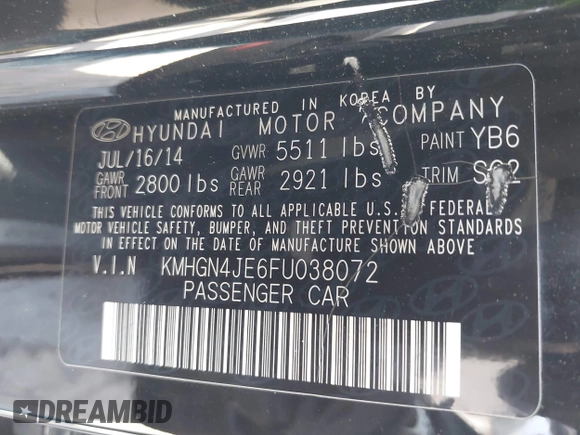 MANUFACTURED IN KOREA BY
HYUNDAI MOTOR COMPANY
JUL/16/14 GVWR 5511 lbs PAINT YB6
GAWR FRONT 2800 lbs GAWR REAR 2921 lbs TRIM
THIS VEHICLE CONFORMS TO ALL APPLICABLE U.S. FEDERAL
MOTOR VEHICLE SAFETY, BUMPER, AND THEFT PREVENTION STANDARDS
IN EFFECT ON THE DATE OF MANUFACTURE SHOWN ABOVE
V.I.N KMHGN4JE6FU038072
PASSENGER CAR
DREAMBID